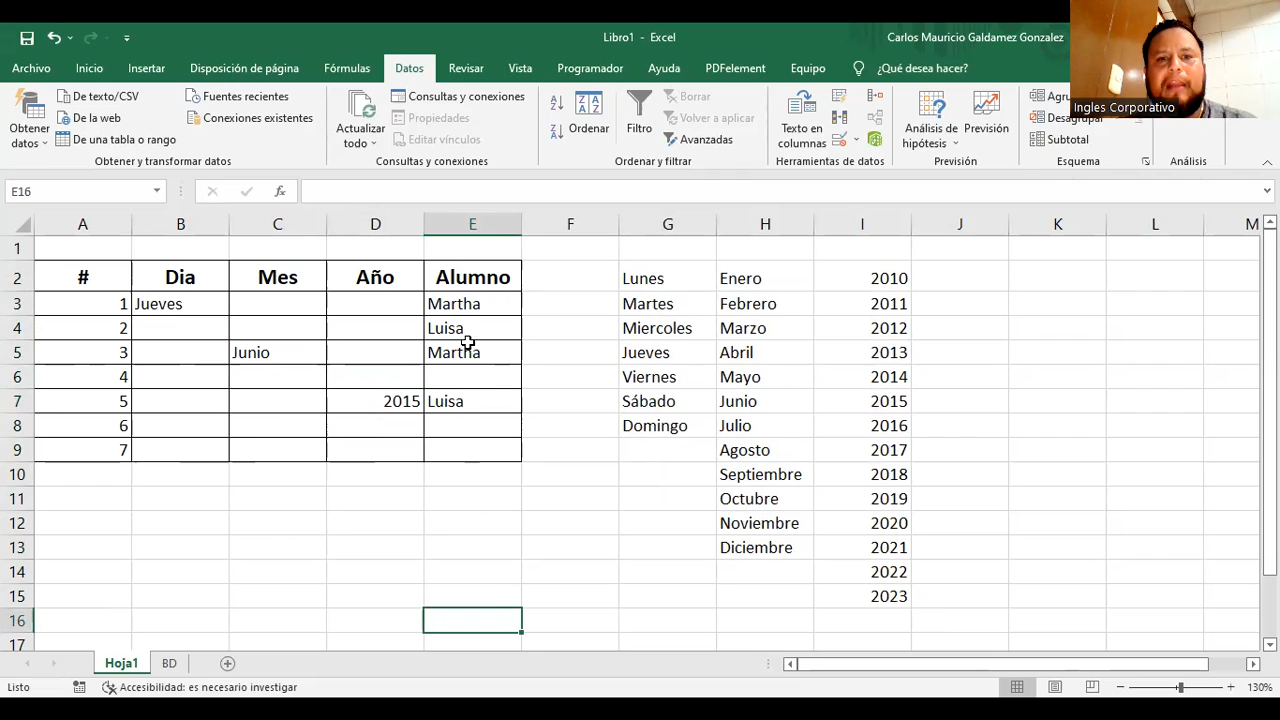 Libro1 - Excel
Carlos Mauricio Galdamez Gonzalez
Archivo Inicio Insertar Disposición de página Fórmulas Datos Revisar Vista Programador Ayuda PDFelement Equipo ¿Qué desea hacer?
Ingles Corporativo
Obtener datos
De texto/CSV
De la web
De una tabla o rango
Fuentes recientes
Conexiones existentes
Obtener y transformar datos
Actualizar todo
Consultas y conexiones
Propiedades
Editar vínculos
Consultas y conexiones
Ordenar
Filtro
Borrar
Volver a aplicar
Avanzadas
Ordenar y filtrar
Texto en columnas
Herramientas de datos
Análisis de hipótesis
Previsión
Previsión
Desagrupar
Subtotal
Esquema
Análisis
E16 fx
A B C D E F G H I J K L M
1
2 # Dia Mes Año Alumno Lunes Enero 2010
3 1 Jueves Martha Martes Febrero 2011
4 2 Luisa Miercoles Marzo 2012
5 3 Junio Martha Jueves Abril 2013
6 4 Viernes Mayo 2014
7 5 2015 Luisa Sábado Junio 2015
8 6 Domingo Julio 2016
9 7 Agosto 2017
10 Septiembre 2018
11 Octubre 2019
12 Noviembre 2020
13 Diciembre 2021
14 2022
15 2023
16
17
Hoja1 BD
Listo Accesibilidad: es necesario investigar 130%